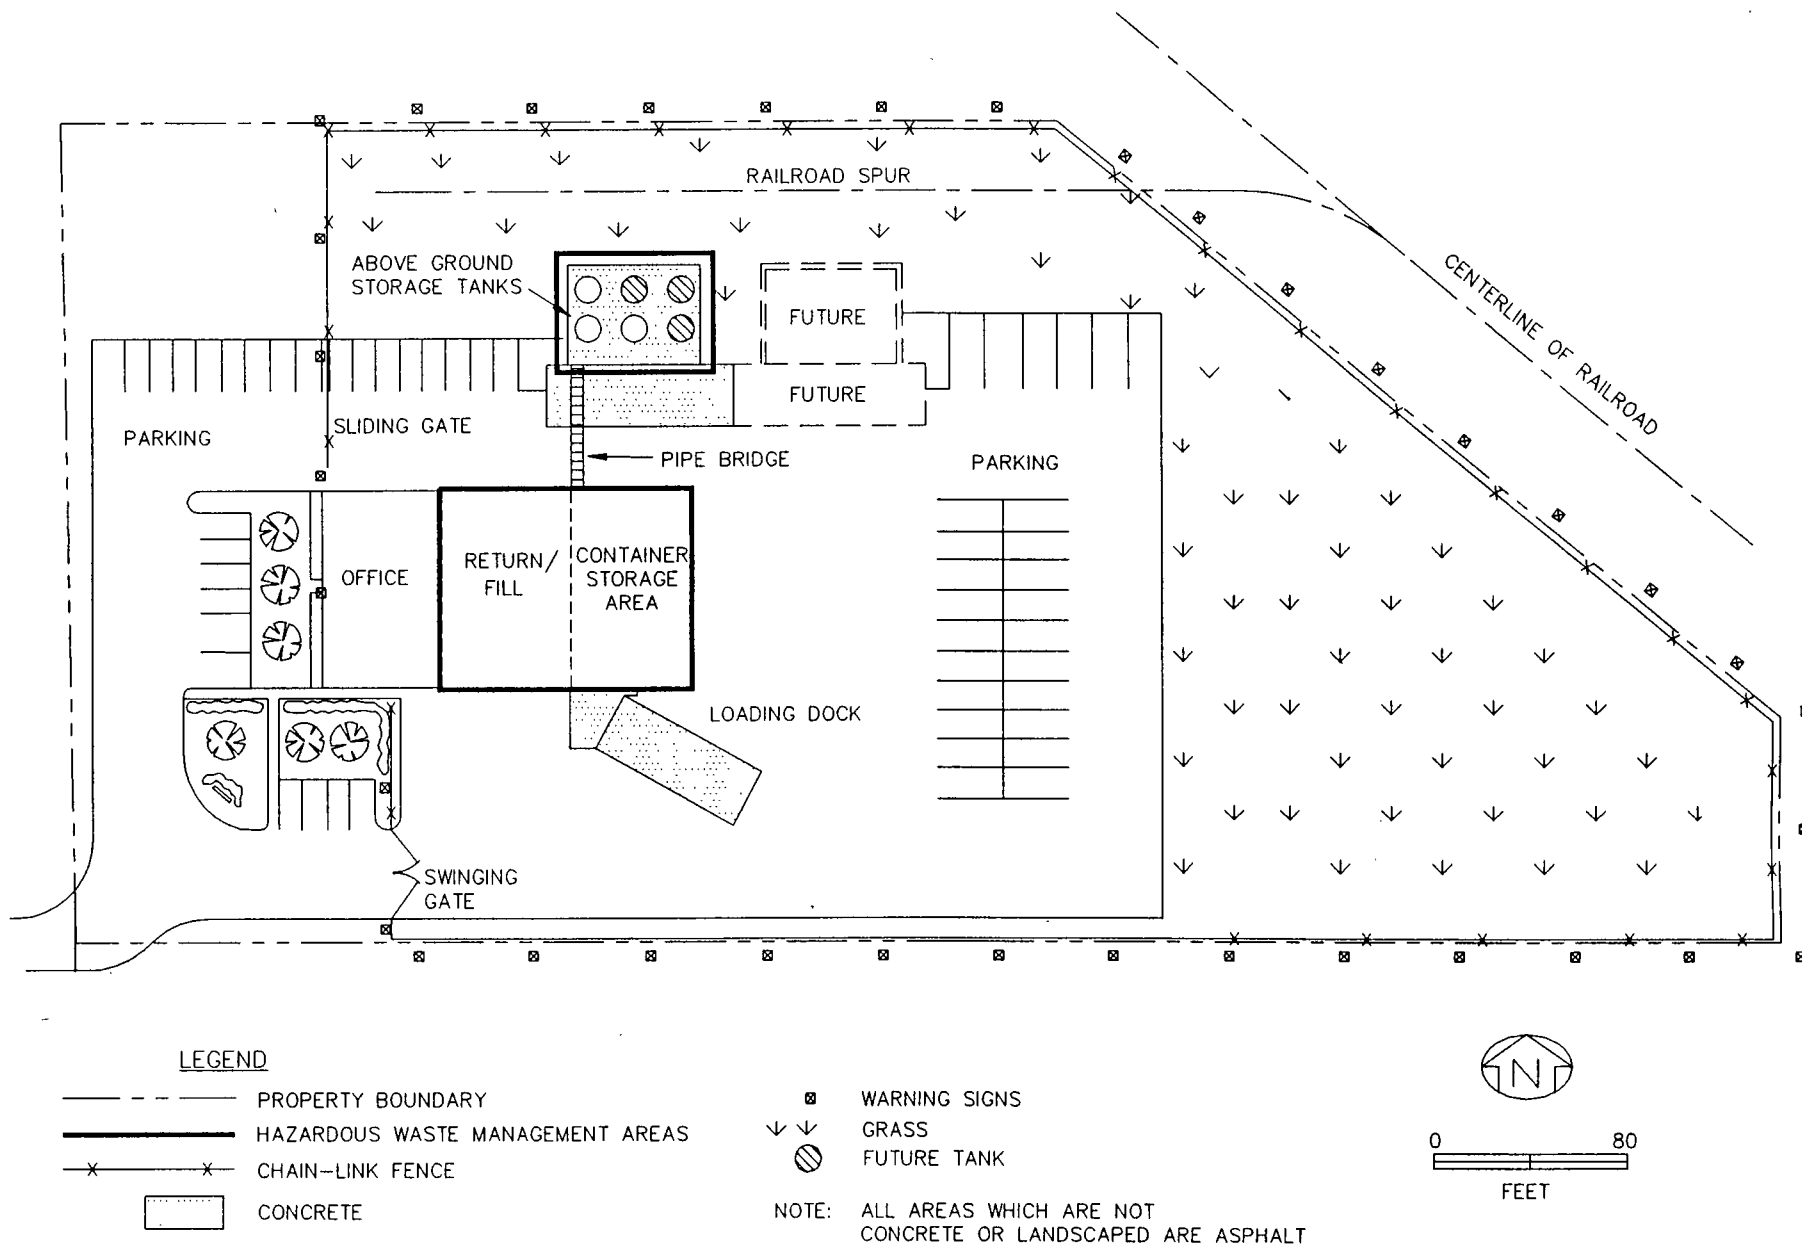 RAILROAD SPUR
ABOVE GROUND
STORAGE TANKS
CENTERLINE OF RAILROAD
FUTURE
FUTURE
PARKING
SLIDING GATE
PIPE BRIDGE
PARKING
OFFICE
RETURN/
FILL
CONTAINER
STORAGE
AREA
LOADING DOCK
SWINGING
GATE
LEGEND
PROPERTY BOUNDARY
HAZARDOUS WASTE MANAGEMENT AREAS
CHAIN-LINK FENCE
CONCRETE
WARNING SIGNS
GRASS
FUTURE TANK
NOTE: ALL AREAS WHICH ARE NOT
CONCRETE OR LANDSCAPED ARE ASPHALT
N
0 80
FEET